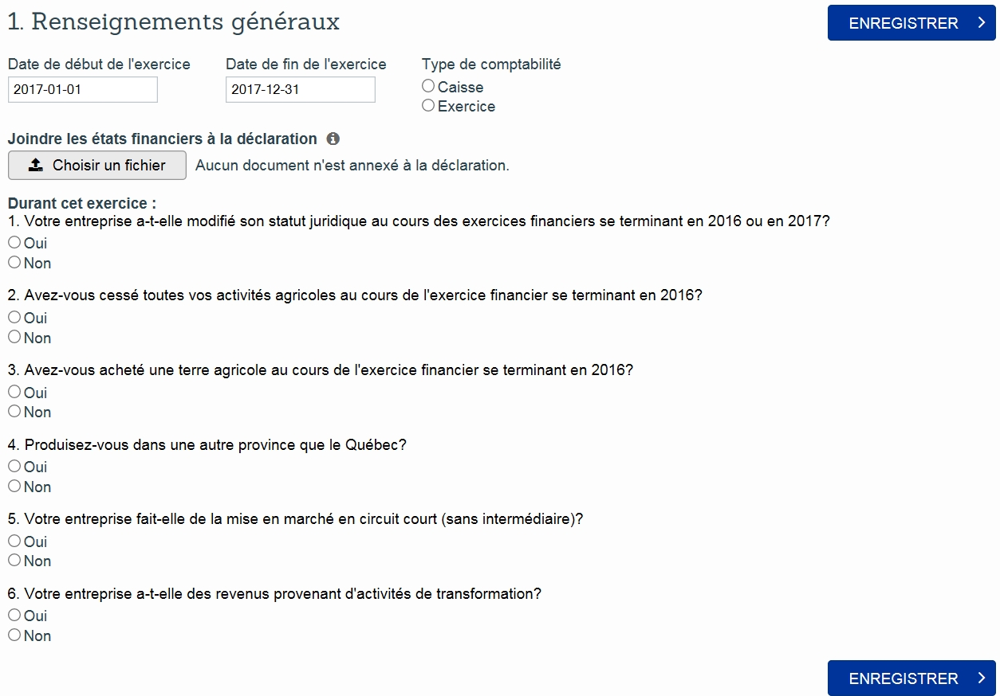 1. Renseignements généraux
ENREGISTRER
Date de début de l'exercice
Date de fin de l'exercice
Type de comptabilité
2017-01-01
2017-12-31
Caisse
Exercice
Joindre les états financiers à la déclaration
Choisir un fichier
Aucun document n'est annexé à la déclaration.
Durant cet exercice :
1. Votre entreprise a-t-elle modifié son statut juridique au cours des exercices financiers se terminant en 2016 ou en 2017?
Oui
Non
2. Avez-vous cessé toutes vos activités agricoles au cours de l'exercice financier se terminant en 2016?
Oui
Non
3. Avez-vous acheté une terre agricole au cours de l'exercice financier se terminant en 2016?
Oui
Non
4. Produisez-vous dans une autre province que le Québec?
Oui
Non
5. Votre entreprise fait-elle de la mise en marché en circuit court (sans intermédiaire)?
Oui
Non
6. Votre entreprise a-t-elle des revenus provenant d'activités de transformation?
Oui
Non
ENREGISTRER